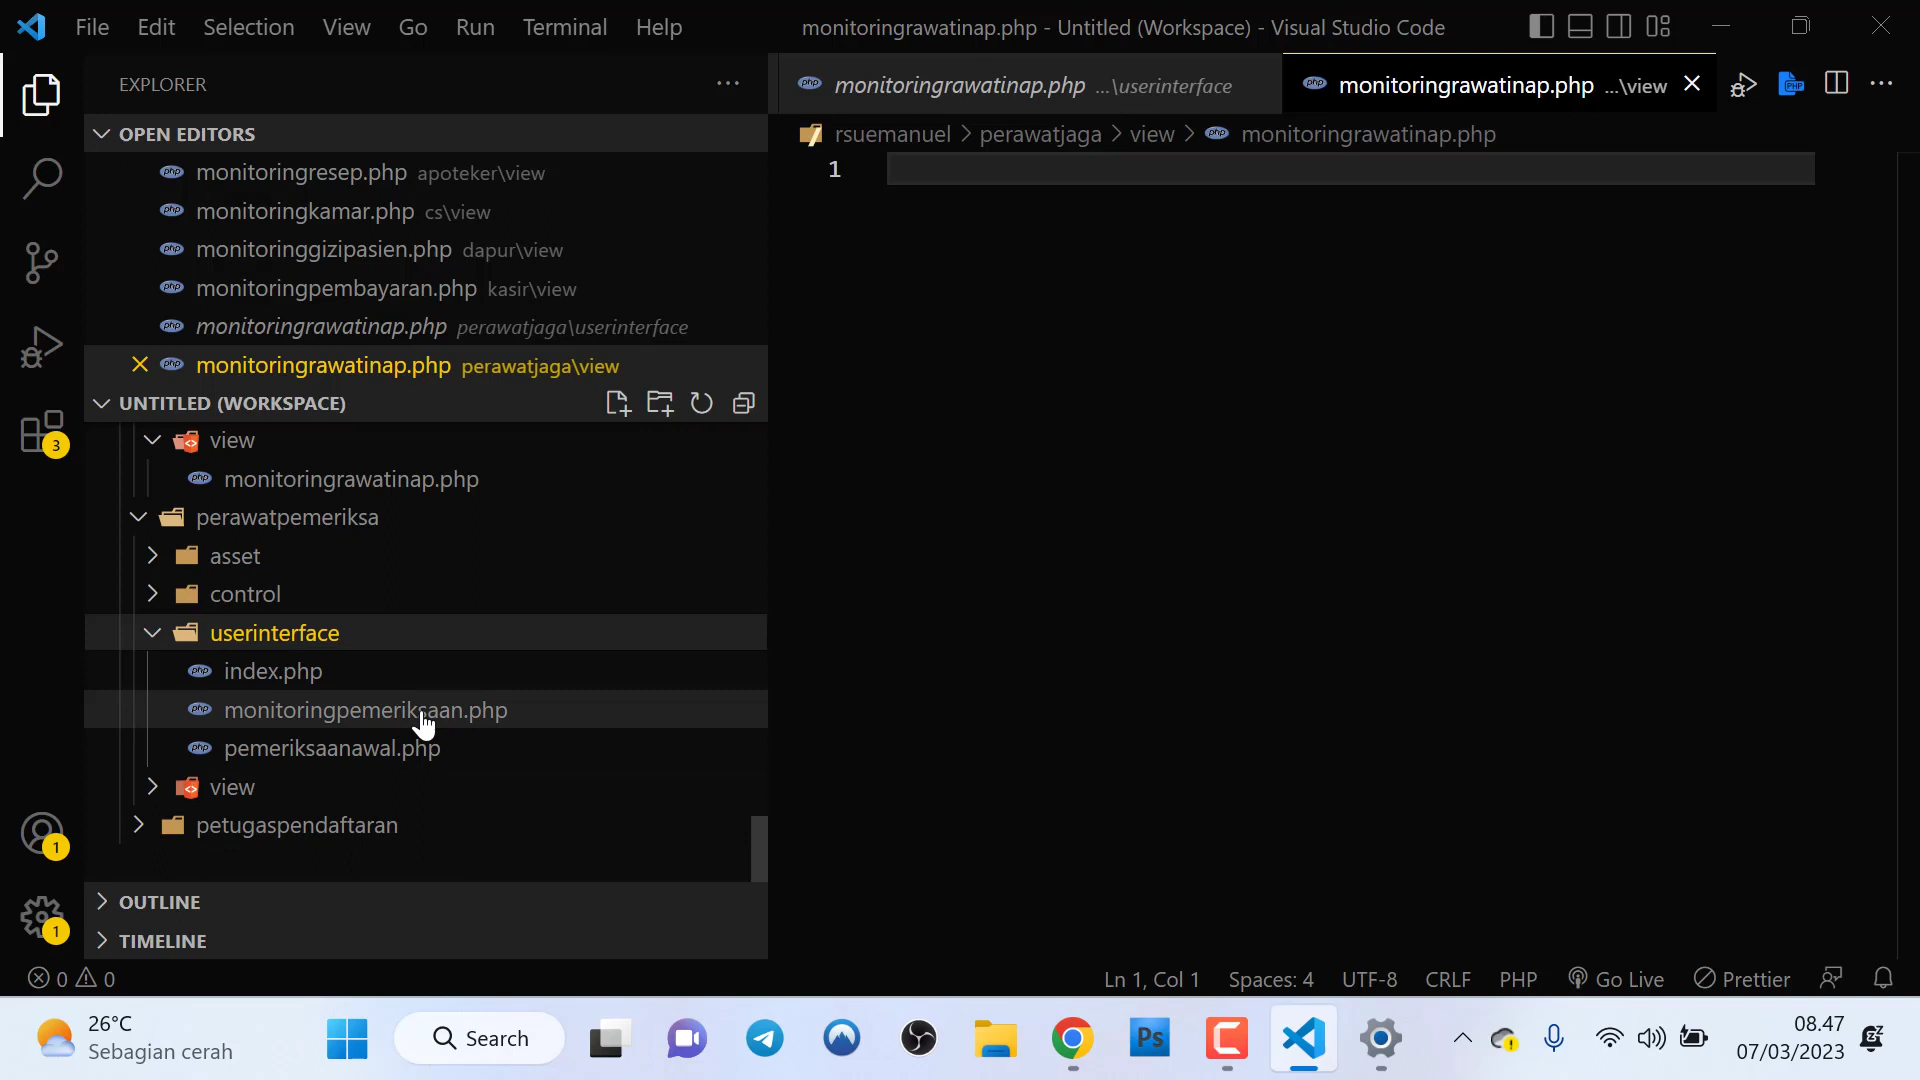 File Edit Selection View Go Run Terminal Help
monitoringrawatinap.php - Untitled (Workspace) - Visual Studio Code
EXPLORER
OPEN EDITORS
monitoringresep.php apoteker\view
monitoringkamar.php cs\view
monitoringgizipasien.php dapur\view
monitoringpembayaran.php kasir\view
monitoringrawatinap.php perawatjaga\userinterface
monitoringrawatinap.php perawatjaga\view
UNTITLED (WORKSPACE)
view
monitoringrawatinap.php
perawatpemeriksa
asset
control
userinterface
index.php
monitoringpemeriksaan.php
pemeriksaanawal.php
view
petugaspendaftaran
OUTLINE
TIMELINE
3
1
1
monitoringrawatinap.php ...\userinterface
monitoringrawatinap.php ...\view
rsuemanuel > perawatjaga > view > monitoringrawatinap.php
1
0 0
Ln 1, Col 1 Spaces: 4 UTF-8 CRLF PHP Go Live Prettier
26°C
Sebagian cerah
Search
Ps
08.47
07/03/2023